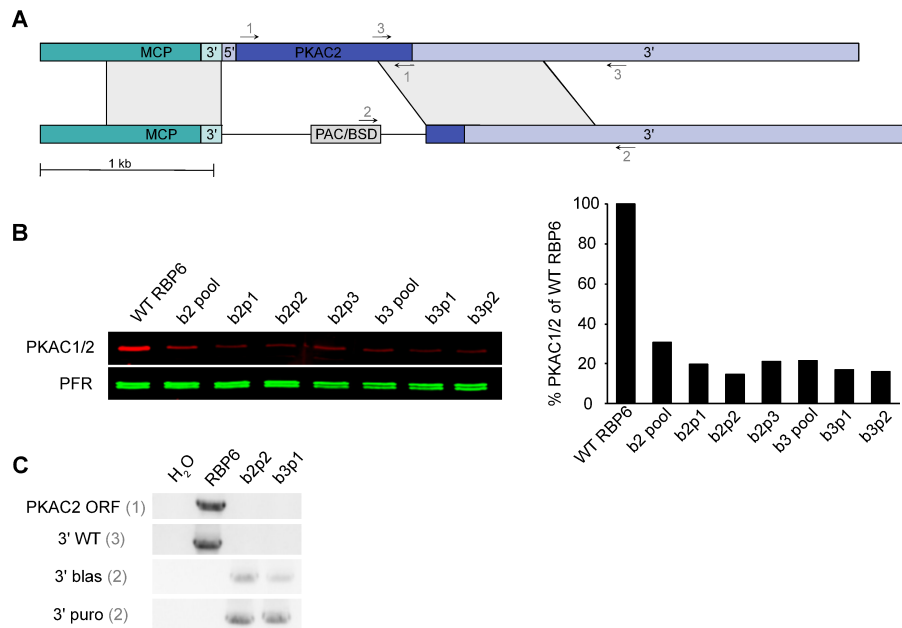 A
1
3
MCP
3'
5'
PKAC2
3'
1
3
2
MCP
3'
PAC/BSD
3'
2
1 kb
B
WT RBP6
b2 pool
b2p1
b2p2
b2p3
b3 pool
b3p1
b3p2
PKAC1/2
PFR
% PKAC1/2 of WT RBP6
100
80
60
40
20
0
WT RBP6
b2 pool
b2p1
b2p2
b2p3
b3 pool
b3p1
b3p2
C
H2O
RBP6
b2p2
b3p1
PKAC2 ORF (1)
3' WT (3)
3' blas (2)
3' puro (2)